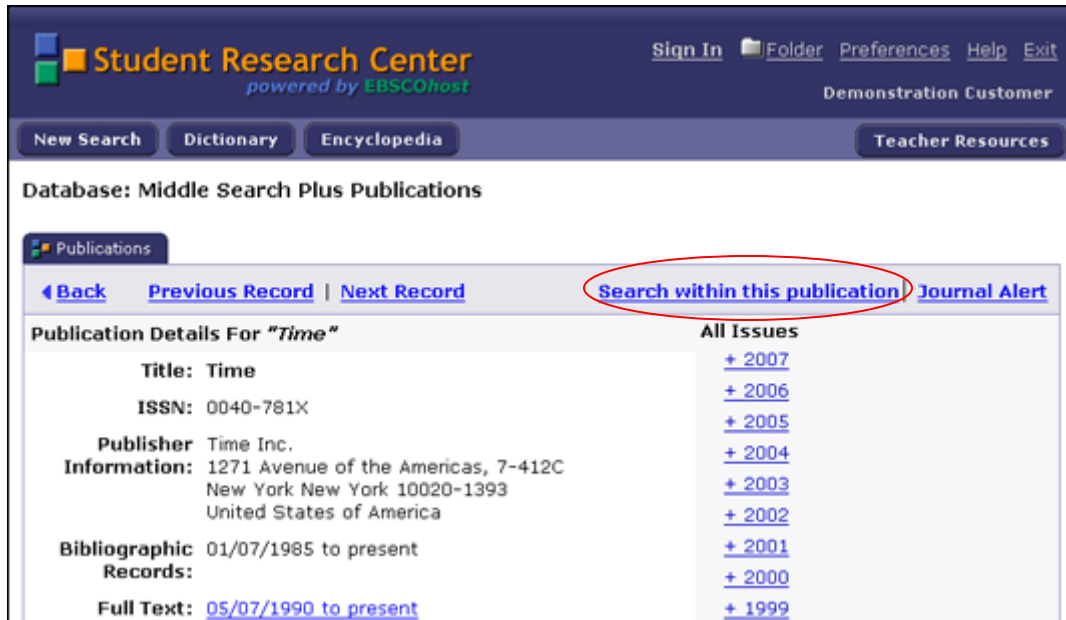 Student Research Center
powered by EBSCOhost
Sign In Folder Preferences Help Exit
Demonstration Customer
New Search Dictionary Encyclopedia Teacher Resources
Database: Middle Search Plus Publications
Publications
Back Previous Record | Next Record Search within this publication | Journal Alert
Publication Details For "Time"
Title: Time
ISSN: 0040-781X
Publisher Information: Time Inc.
1271 Avenue of the Americas, 7-412C
New York New York 10020-1393
United States of America
Bibliographic Records: 01/07/1985 to present
Full Text: 05/07/1990 to present
All Issues
+ 2007
+ 2006
+ 2005
+ 2004
+ 2003
+ 2002
+ 2001
+ 2000
+ 1999